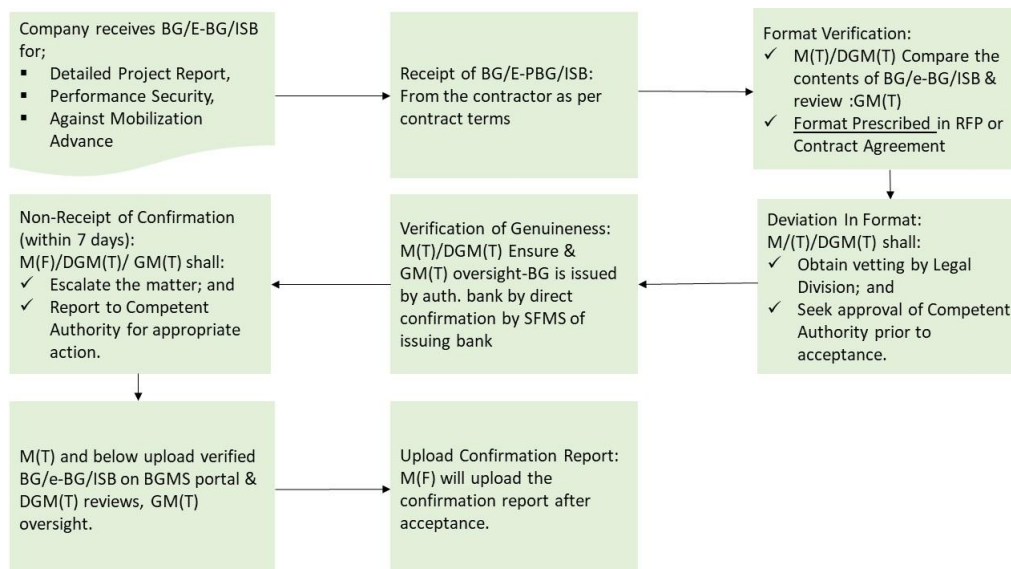 Company receives BG/E-BG/ISB
for;
▪ Detailed Project Report,
▪ Performance Security,
▪ Against Mobilization
Advance
Receipt of BG/E-PBG/ISB:
From the contractor as per
contract terms
Format Verification:
✓ M(T)/DGM(T) Compare the
contents of BG/e-BG/ISB &
review :GM(T)
✓ Format Prescribed in RFP or
Contract Agreement
Deviation In Format:
M/(T)/DGM(T) shall:
✓ Obtain vetting by Legal
Division; and
✓ Seek approval of Competent
Authority prior to
acceptance.
Verification of Genuineness:
M(T)/DGM(T) Ensure &
GM(T) oversight-BG is issued
by auth. bank by direct
confirmation by SFMS of
issuing bank
Non-Receipt of Confirmation
(within 7 days):
M(F)/DGM(T)/ GM(T) shall:
✓ Escalate the matter; and
✓ Report to Competent
Authority for appropriate
action.
M(T) and below upload verified
BG/e-BG/ISB on BGMS portal &
DGM(T) reviews, GM(T)
oversight.
Upload Confirmation Report:
M(F) will upload the
confirmation report after
acceptance.